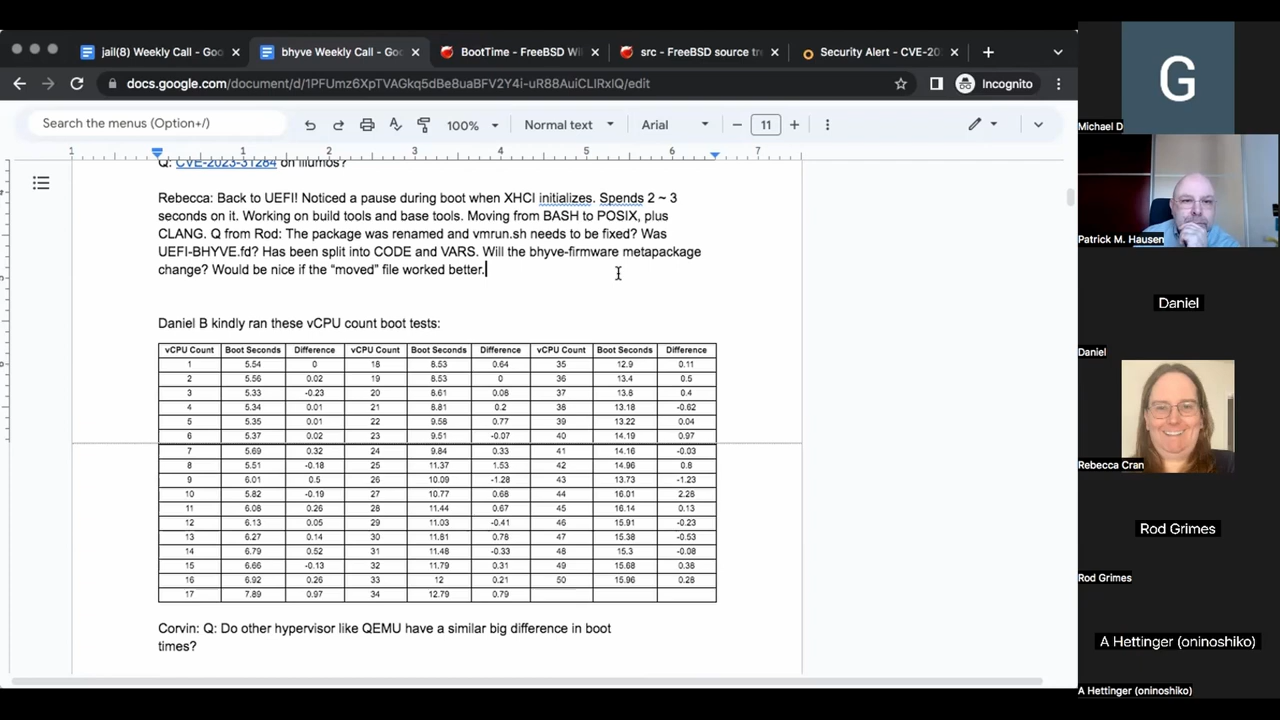 jail(8) Weekly Call - Goo
bhyve Weekly Call - Goo
BootTime - FreeBSD Wi
src - FreeBSD source tre
Security Alert - CVE-20
docs.google.com/document/d/1PFUmz6XpTVAGkq5dBe8uaBFV2Y4i-uR88AuiCLlRxlQ/edit
Incognito
Search the menus (Option+/)
100%
Normal text
Arial
11
1 1 2 3 4 5 6 7
Q: CVE-2023-31284 on illumos?
Rebecca: Back to UEFI! Noticed a pause during boot when XHCI initializes. Spends 2 ~ 3
seconds on it. Working on build tools and base tools. Moving from BASH to POSIX, plus
CLANG. Q from Rod: The package was renamed and vmrun.sh needs to be fixed? Was
UEFI-BHYVE.fd? Has been split into CODE and VARS. Will the bhyve-firmware metapackage
change? Would be nice if the "moved" file worked better.
Daniel B kindly ran these vCPU count boot tests:
vCPU Count Boot Seconds Difference vCPU Count Boot Seconds Difference vCPU Count Boot Seconds Difference
1 5.54 0 18 8.53 0.64 35 12.9 0.11
2 5.56 0.02 19 8.53 0 36 13.4 0.5
3 5.33 -0.23 20 8.61 0.08 37 13.8 0.4
4 5.34 0.01 21 8.81 0.2 38 13.18 -0.62
5 5.35 0.01 22 9.58 0.77 39 13.22 0.04
6 5.37 0.02 23 9.51 -0.07 40 14.19 0.97
7 5.69 0.32 24 9.84 0.33 41 14.16 -0.03
8 5.51 -0.18 25 11.37 1.53 42 14.96 0.8
9 6.01 0.5 26 10.09 -1.28 43 13.73 -1.23
10 5.82 -0.19 27 10.77 0.68 44 16.01 2.28
11 6.08 0.26 28 11.44 0.67 45 16.14 0.13
12 6.13 0.05 29 11.03 -0.41 46 15.91 -0.23
13 6.27 0.14 30 11.81 0.78 47 15.38 -0.53
14 6.79 0.52 31 11.48 -0.33 48 15.3 -0.08
15 6.66 -0.13 32 11.79 0.31 49 15.68 0.38
16 6.92 0.26 33 12 0.21 50 15.96 0.28
17 7.89 0.97 34 12.79 0.79
Corvin: Q: Do other hypervisor like QEMU have a similar big difference in boot
times?
G
Michael D
Patrick M. Hausen
Daniel
Daniel
Rebecca Cran
Rod Grimes
Rod Grimes
A Hettinger (oninoshiko)
A Hettinger (oninoshiko)